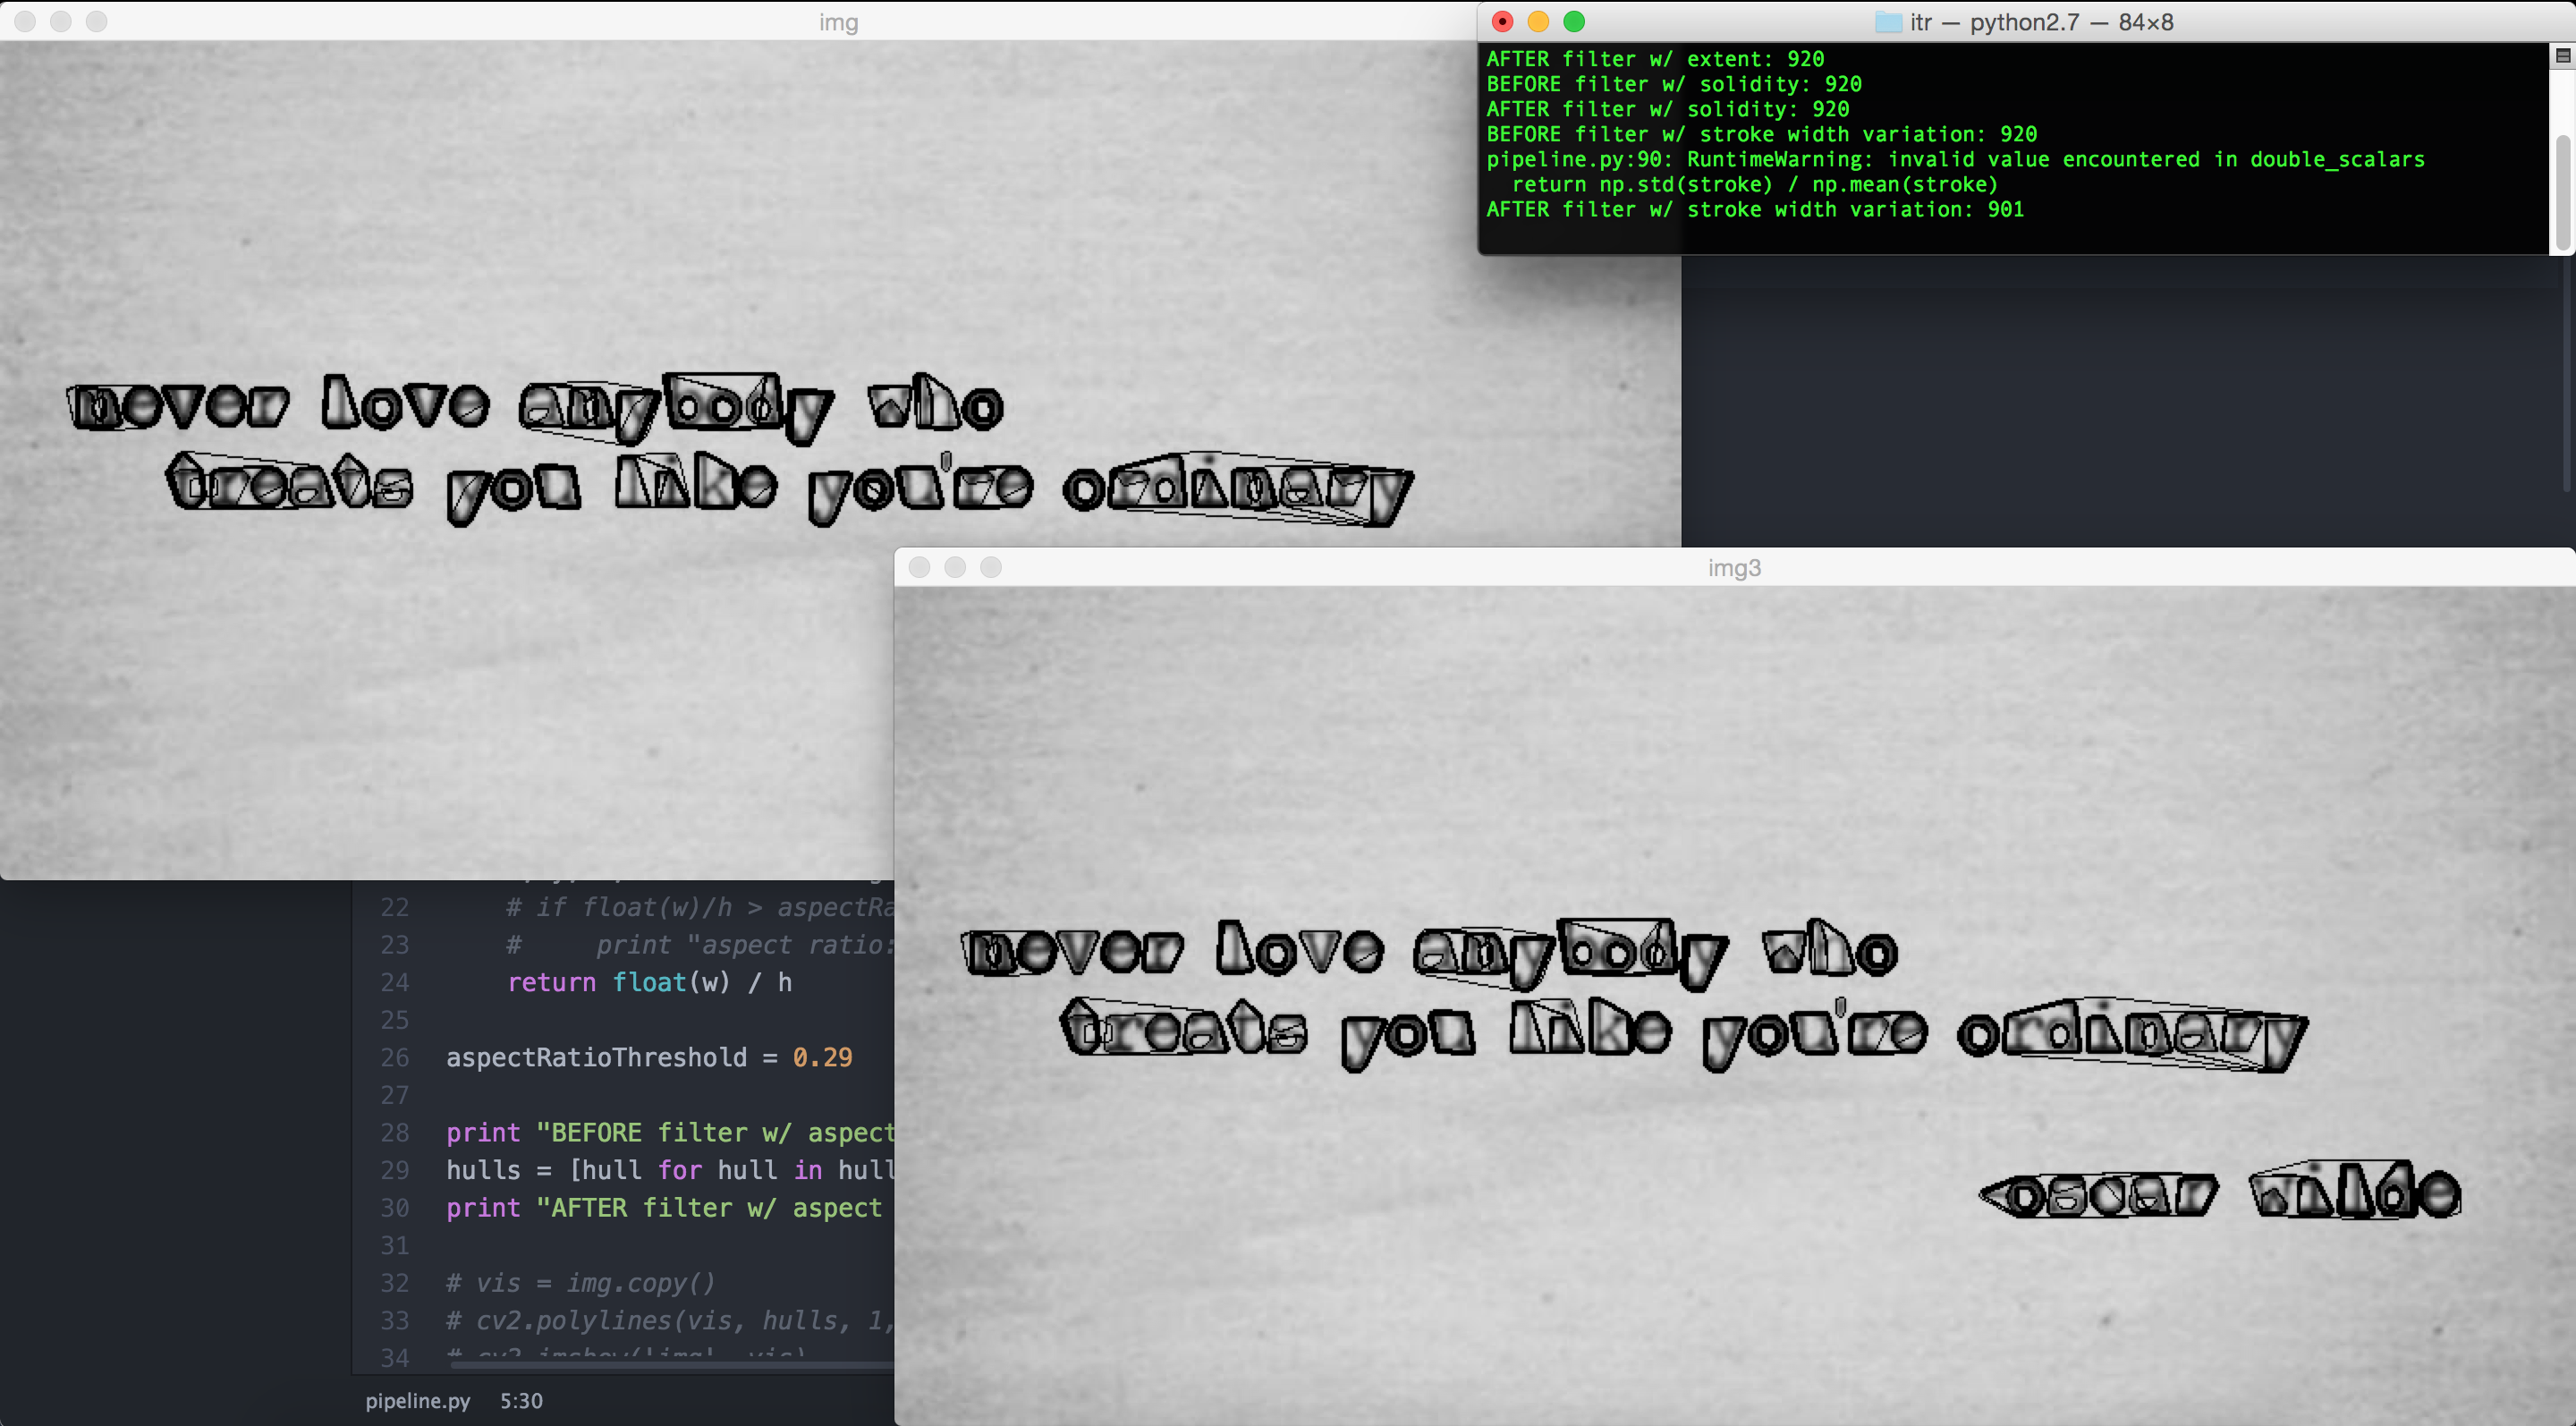 img
never love anybody who
treats you like you're ordinary
itr — python2.7 — 84×8
AFTER filter w/ extent: 920
BEFORE filter w/ solidity: 920
AFTER filter w/ solidity: 920
BEFORE filter w/ stroke width variation: 920
pipeline.py:90: RuntimeWarning: invalid value encountered in double_scalars
return np.std(stroke) / np.mean(stroke)
AFTER filter w/ stroke width variation: 901
22 # if float(w)/h > aspectRa
23 # print "aspect ratio:
24 return float(w) / h
25
26 aspectRatioThreshold = 0.29
27
28 print "BEFORE filter w/ aspect
29 hulls = [hull for hull in hull
30 print "AFTER filter w/ aspect
31
32 # vis = img.copy()
33 # cv2.polylines(vis, hulls, 1,
34 # cv2.imshow('img', vis)
pipeline.py 5:30
img3
never love anybody who
treats you like you're ordinary
oscar wilde